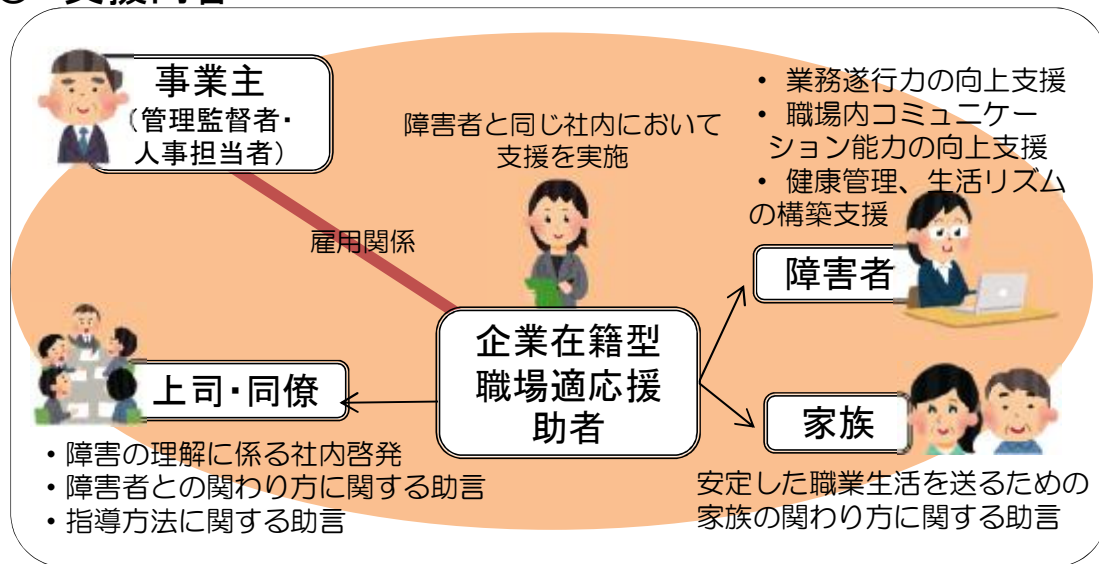 事業主
(管理監督者・
人事担当者)
障害者と同じ社内において
支援を実施
・ 業務遂行力の向上支援
・ 職場内コミュニケー
ション能力の向上支援
・ 健康管理、生活リズム
の構築支援
雇用関係
障害者
企業在籍型
職場適応援
助者
上司・同僚
家族
・障害の理解に係る社内啓発
・障害者との関わり方に関する助言
・指導方法に関する助言
安定した職業生活を送るための
家族の関わり方に関する助言